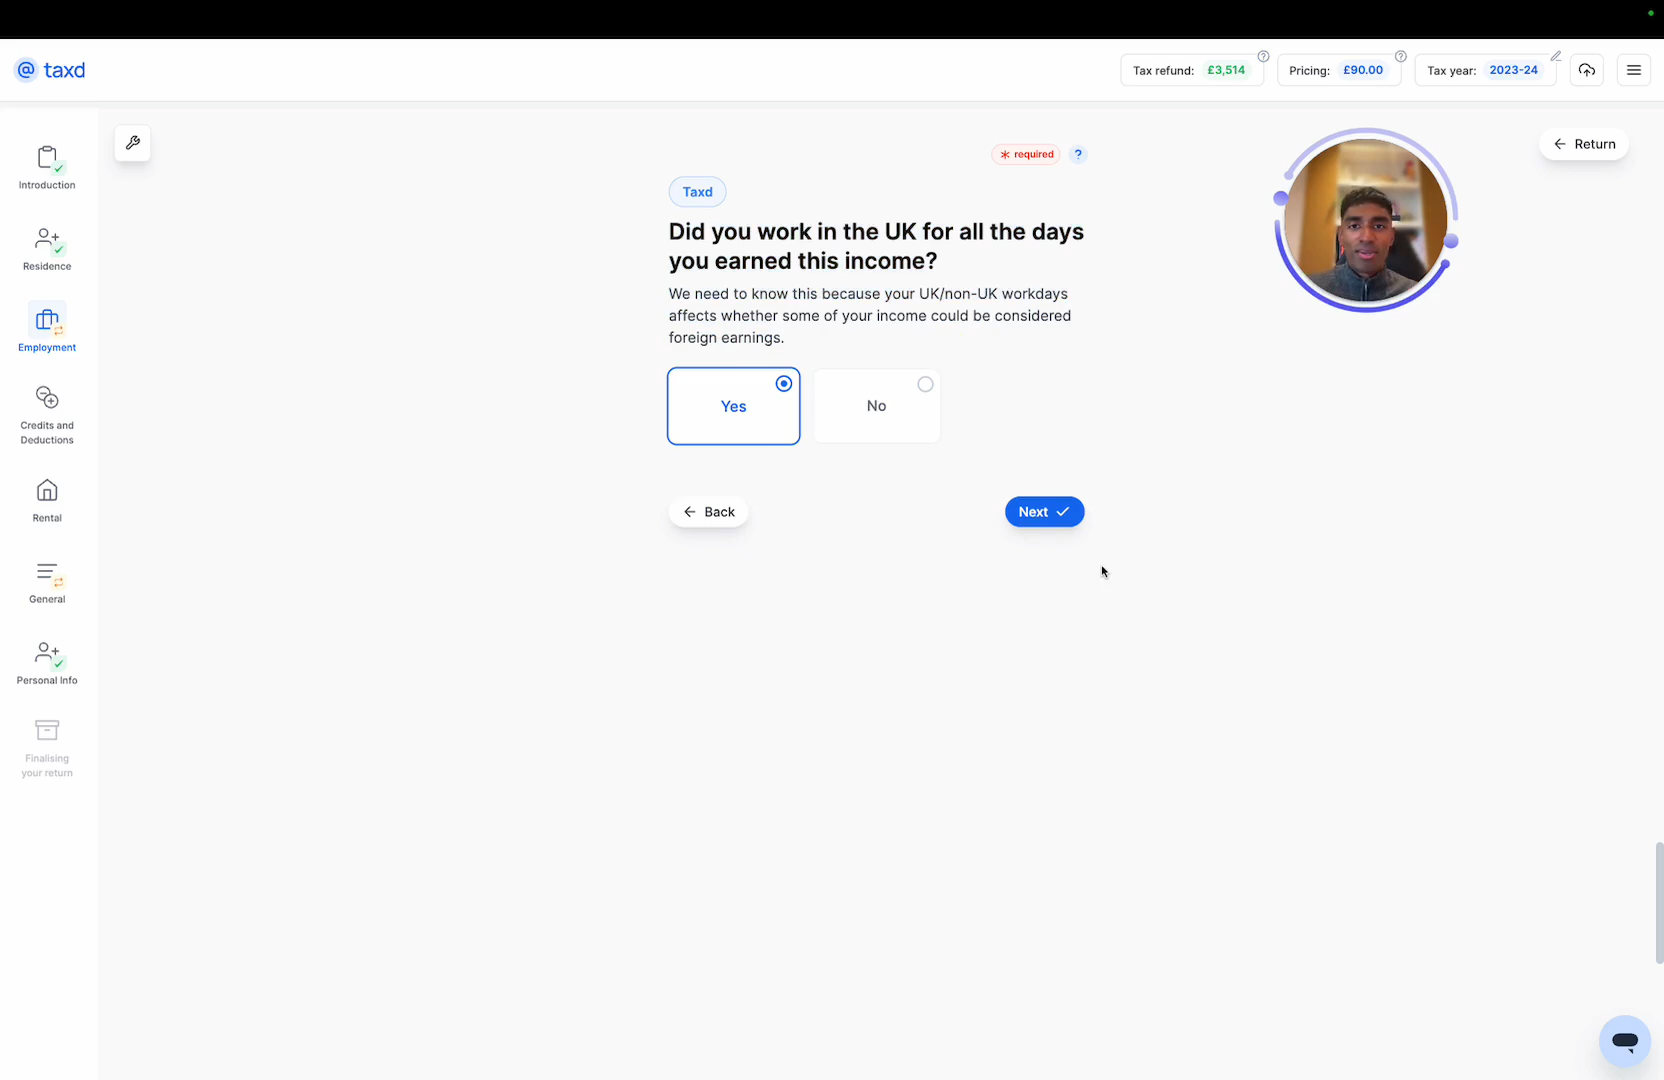 taxd
Tax refund: £3,514
Pricing: £90.00
Tax year: 2023-24
Return
Introduction
Residence
Employment
Credits and
Deductions
Rental
General
Personal Info
Finalising
your return
* required ?
Taxd
Did you work in the UK for all the days
you earned this income?
We need to know this because your UK/non-UK workdays
affects whether some of your income could be considered
foreign earnings.
Yes
No
Back
Next